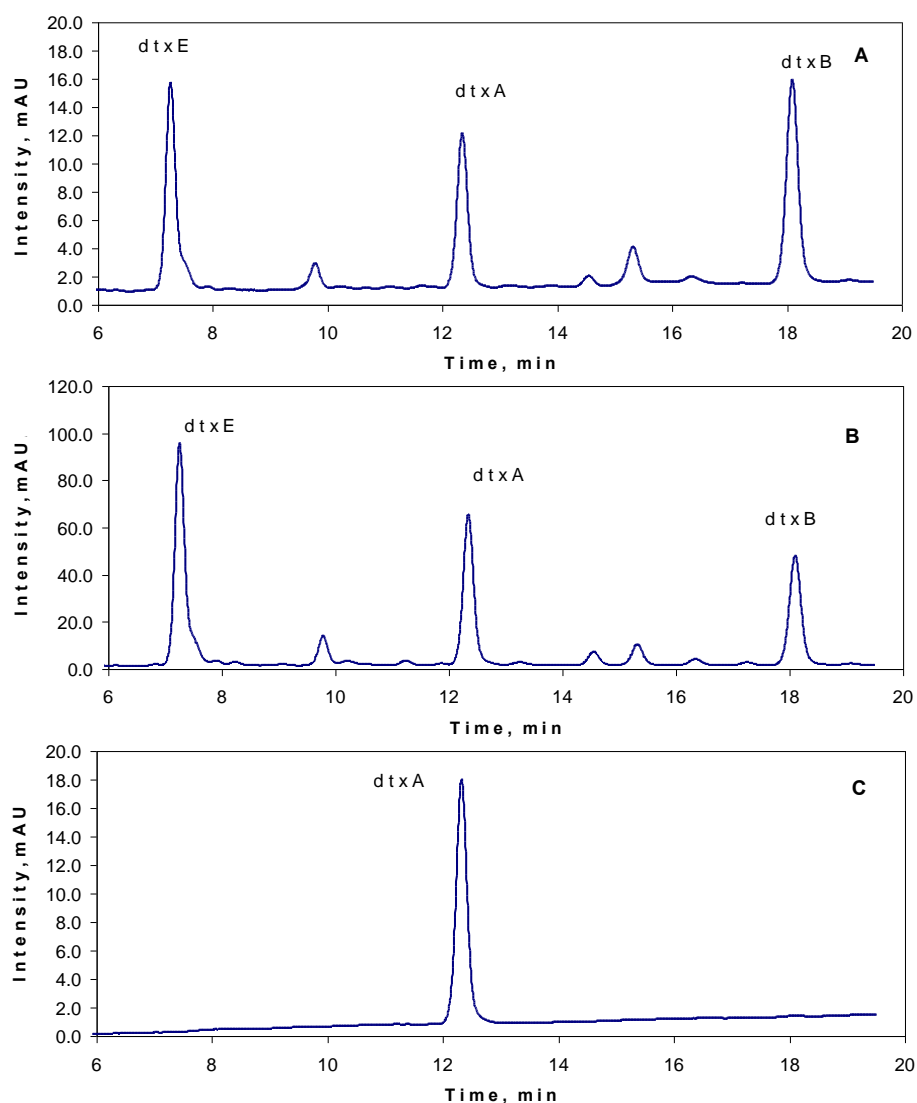 20.0
18.0
16.0
14.0
12.0
10.0
8.0
6.0
4.0
2.0
0.0
Intensity, mAU
dtxE
dtxA
dtxB
A
6 8 10 12 14 16 18 20
Time, min
120.0
100.0
80.0
60.0
40.0
20.0
0.0
Intensity, mAU
dtxE
dtxA
dtxB
B
6 8 10 12 14 16 18 20
Time, min
20.0
18.0
16.0
14.0
12.0
10.0
8.0
6.0
4.0
2.0
0.0
Intensity, mAU
dtxA
C
6 8 10 12 14 16 18 20
Time, min